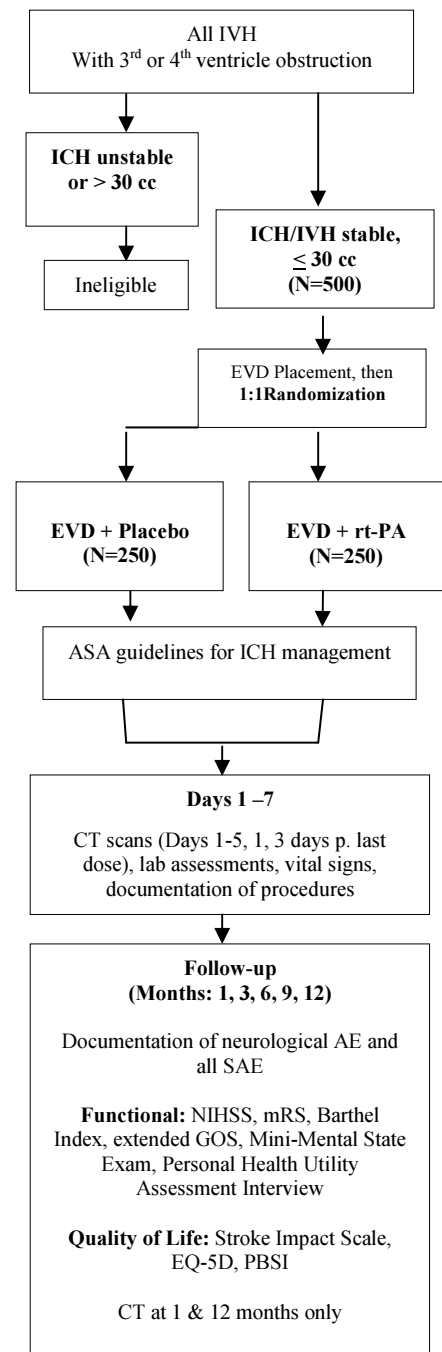 All IVH
With 3rd or 4th ventricle obstruction
ICH unstable
or > 30 cc
Ineligible
ICH/IVH stable,
≤ 30 cc
(N=500)
EVD Placement, then
1:1Randomization
EVD + Placebo
(N=250)
EVD + rt-PA
(N=250)
ASA guidelines for ICH management
Days 1 –7
CT scans (Days 1-5, 1, 3 days p. last
dose), lab assessments, vital signs,
documentation of procedures
Follow-up
(Months: 1, 3, 6, 9, 12)
Documentation of neurological AE and
all SAE
Functional: NIHSS, mRS, Barthel
Index, extended GOS, Mini-Mental State
Exam, Personal Health Utility
Assessment Interview
Quality of Life: Stroke Impact Scale,
EQ-5D, PBSI
CT at 1 & 12 months only